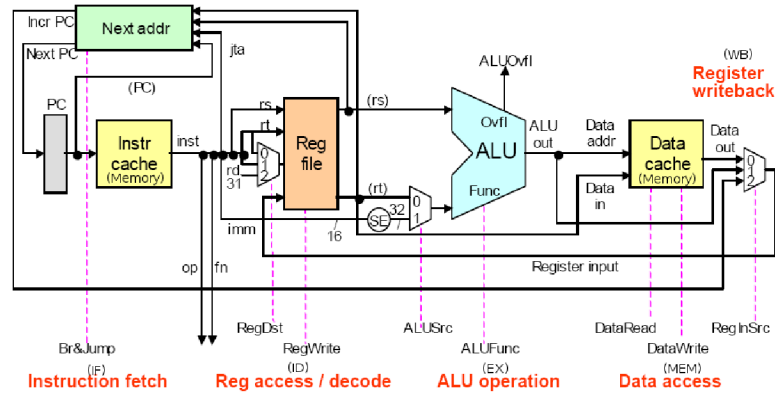 Incr PC
Next addr
Next PC
jta
(PC)
PC
Instr
cache
(Memory)
inst
rs
rt
rd
31
0
1
2
Reg
file
(rs)
(rt)
imm
16
SE
32
0
1
ALUOvfl
Ovfl
ALU
Func
ALU
out
Data
addr
Data
in
Data
cache
(Memory)
Data
out
0
1
2
(WB)
Register
writeback
Register input
op
fn
Br&Jump
RegDst
RegWrite
ALUSrc
ALUFunc
DataRead
DataWrite
RegInSrc
(IF)
(ID)
(EX)
(MEM)
Instruction fetch
Reg access / decode
ALU operation
Data access